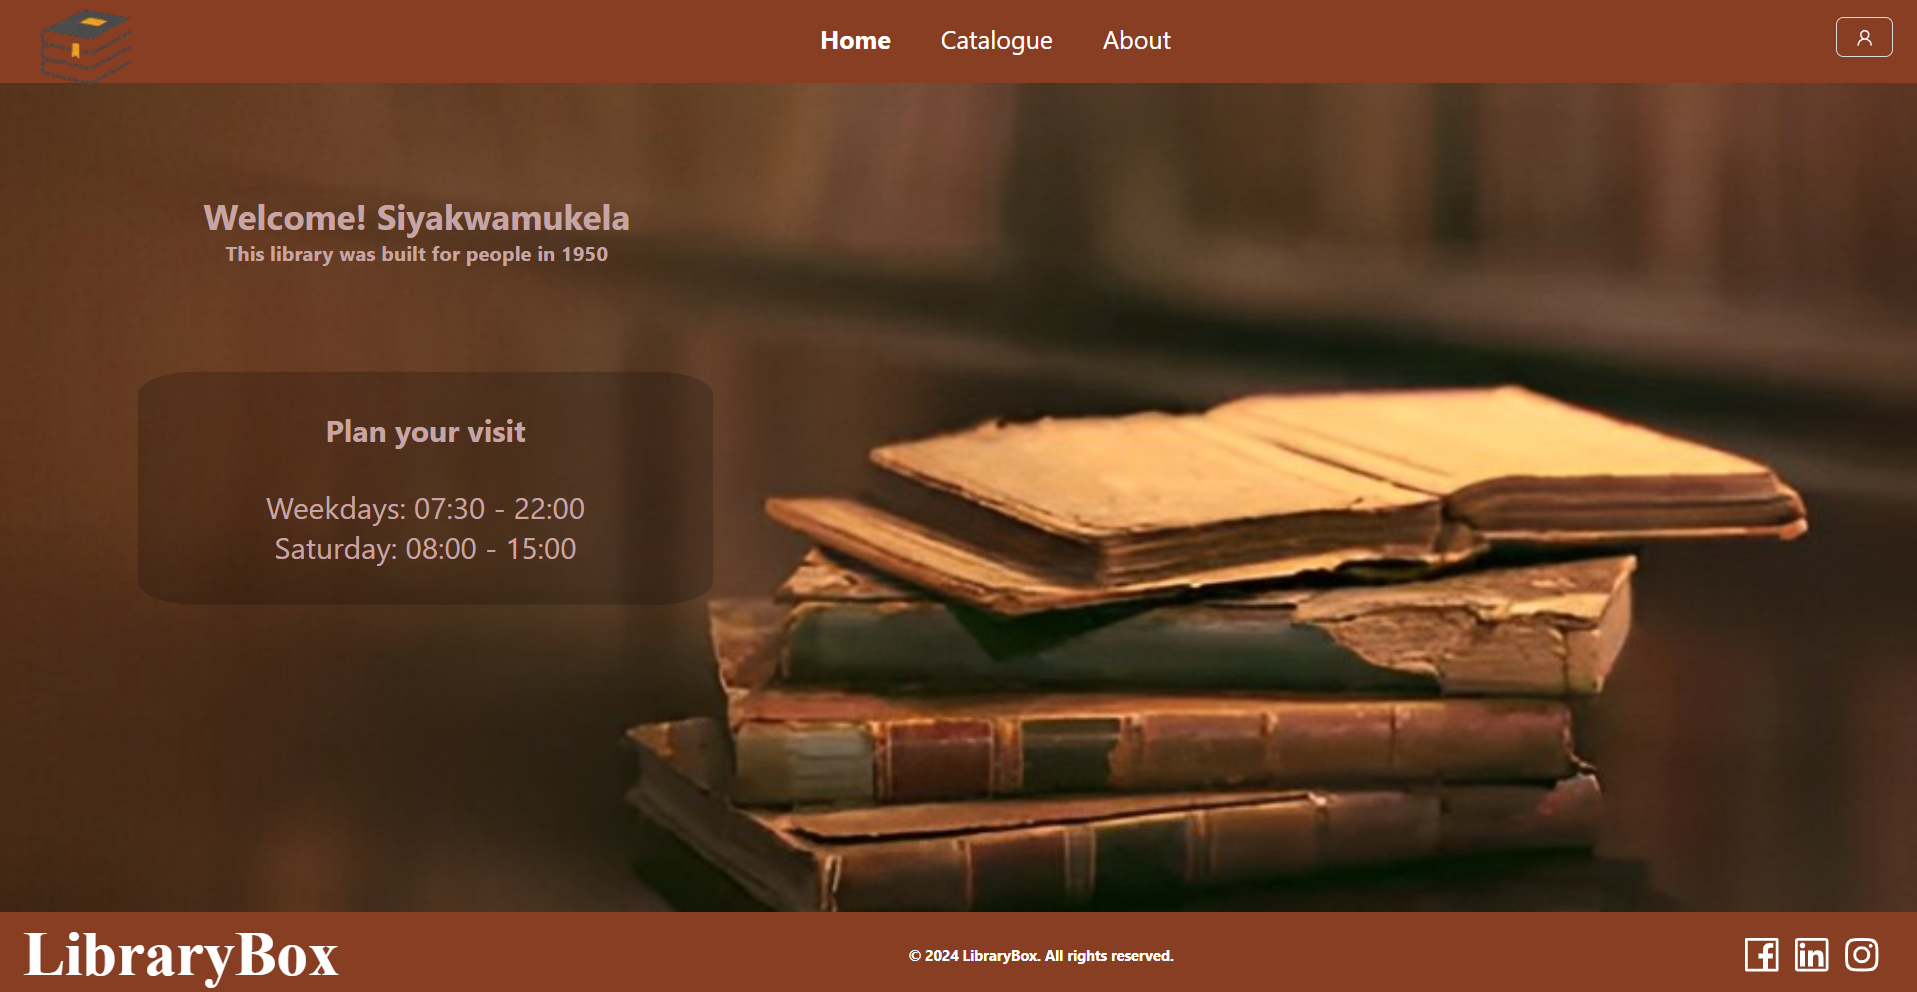 Home Catalogue About
Welcome! Siyakwamukela
This library was built for people in 1950
Plan your visit
Weekdays: 07:30 - 22:00
Saturday: 08:00 - 15:00
LibraryBox
© 2024 LibraryBox. All rights reserved.